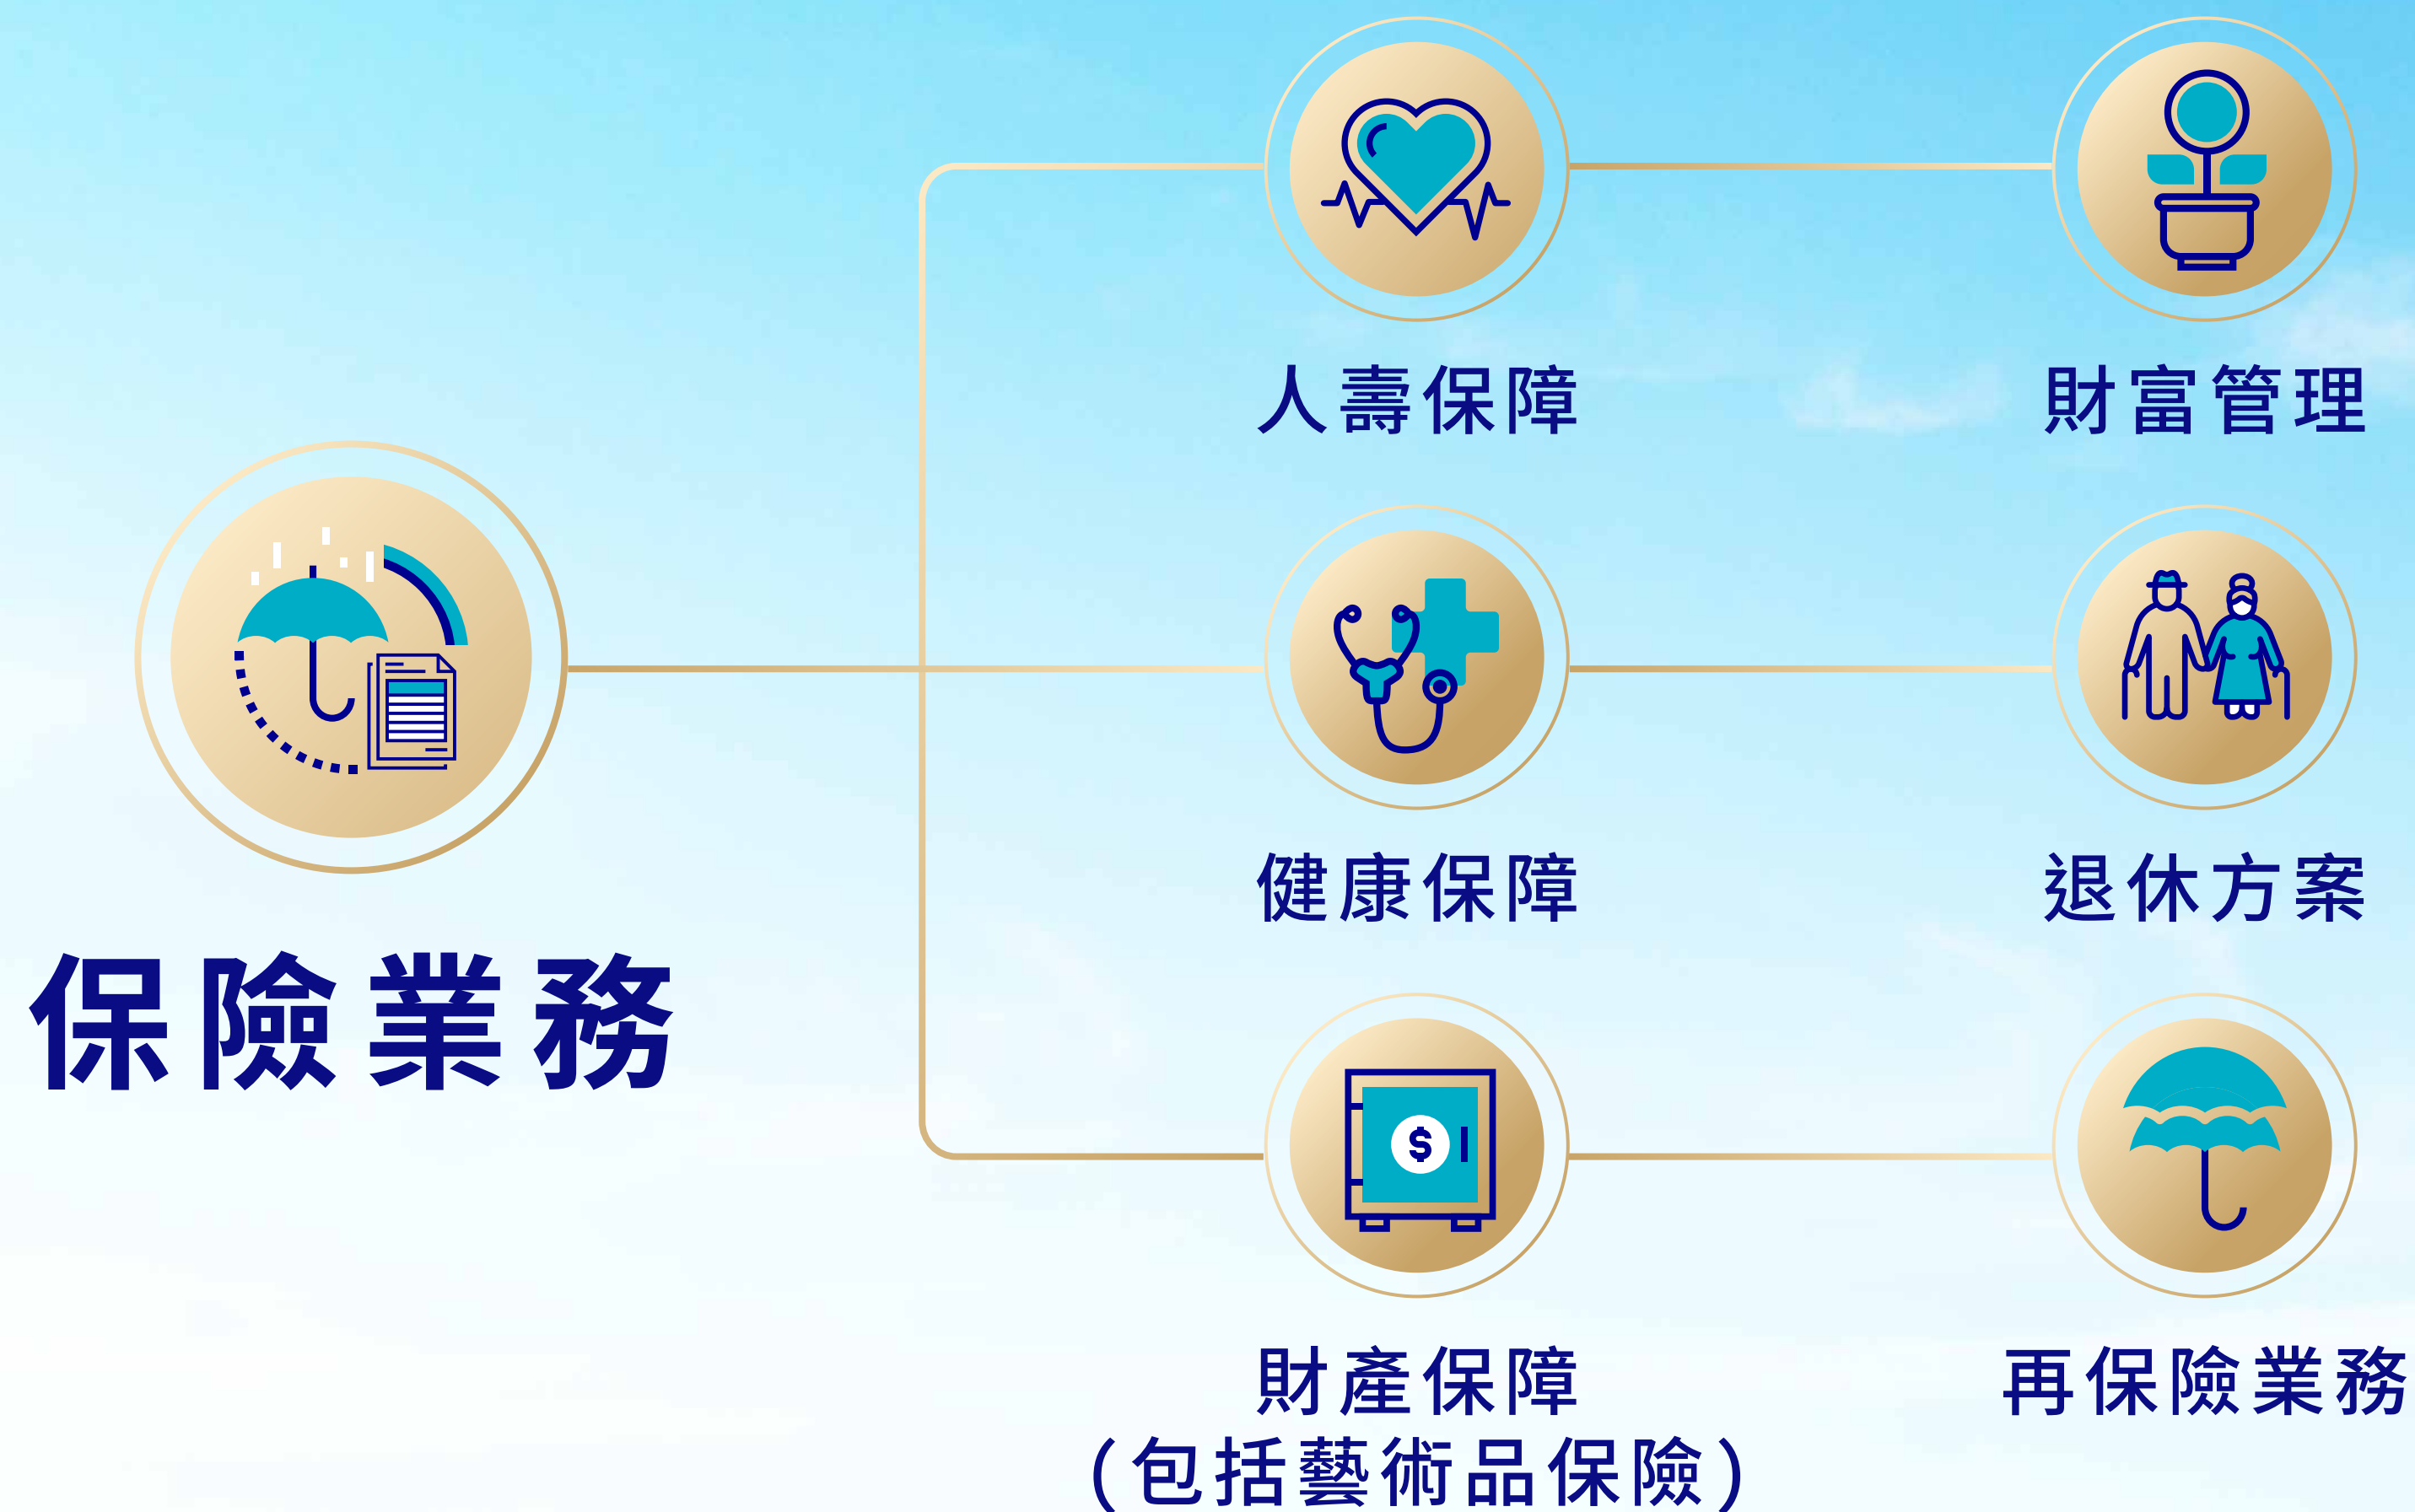 人壽保障
財富管理
健康保障
退休方案
保險業務
$
財產保障
(包括藝術品保險)
再保險業務